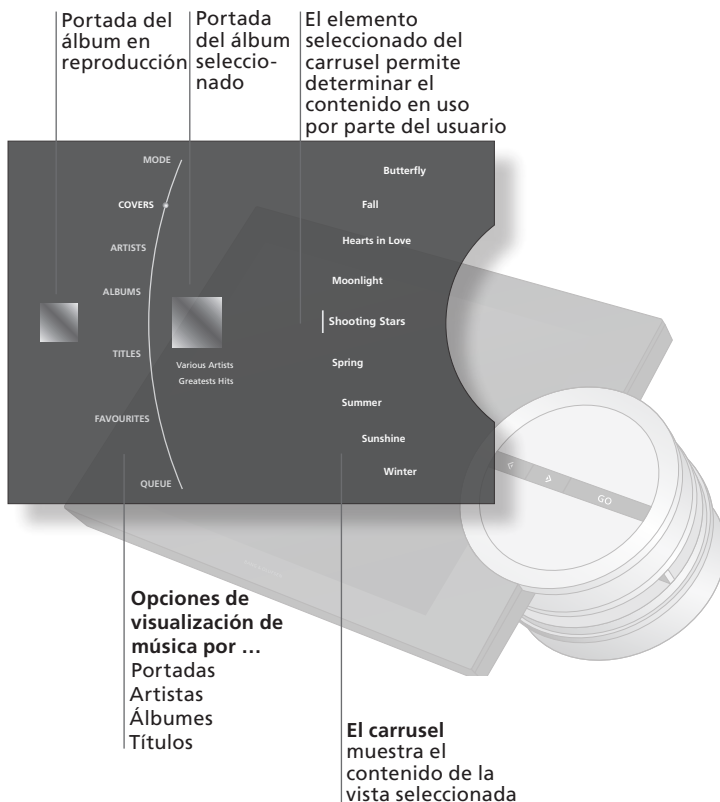 Portada del
álbum en
reproducción
Portada
del álbum
seleccio-
nado
El elemento
seleccionado del
carrusel permite
determinar el
contenido en uso
por parte del usuario
MODE
COVERS
ARTISTS
ALBUMS
TITLES
FAVOURITES
QUEUE
Various Artists
Greatests Hits
Butterfly
Fall
Hearts in Love
Moonlight
Shooting Stars
Spring
Summer
Sunshine
Winter
GO
Opciones de
visualización de
música por …
Portadas
Artistas
Álbumes
Títulos
El carrusel
muestra el
contenido de la
vista seleccionada